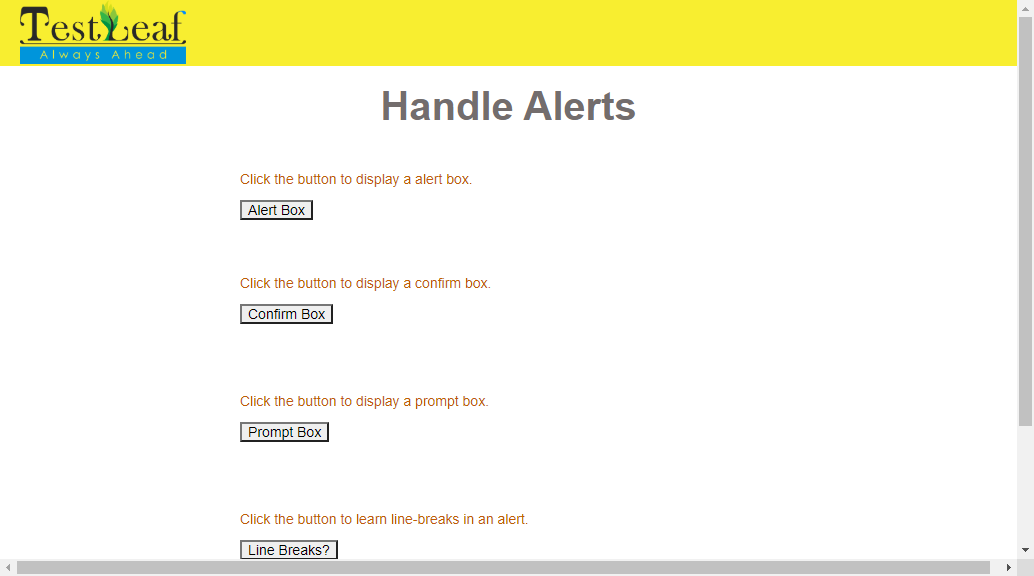 TestLeaf
Always Ahead
Handle Alerts
Click the button to display a alert box.
Alert Box
Click the button to display a confirm box.
Confirm Box
Click the button to display a prompt box.
Prompt Box
Click the button to learn line-breaks in an alert.
Line Breaks?